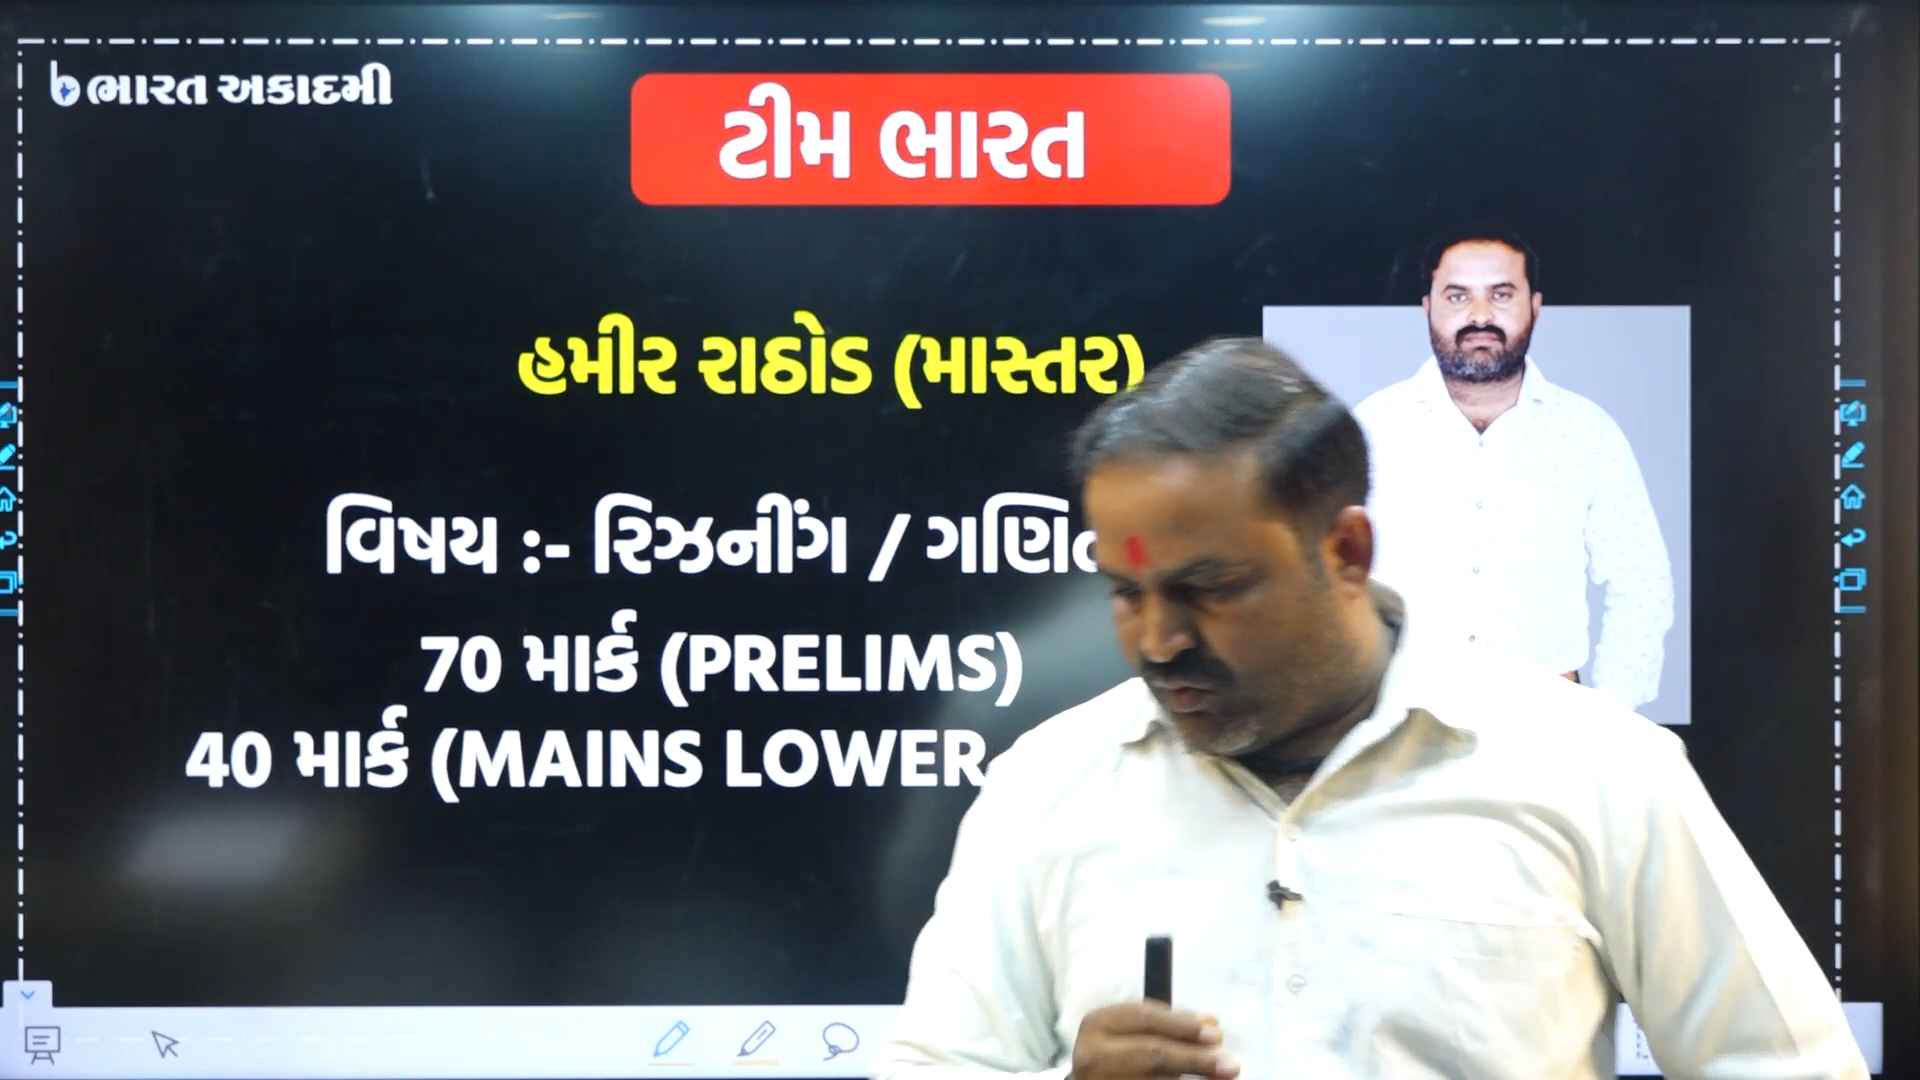 ભારત અકાદમી
ટીમ ભારત
હમીર રાઠોડ (માસ્તર)
વિષય :- રિઝનીંગ / ગણિત
70 માર્ક (PRELIMS)
40 માર્ક (MAINS LOWER